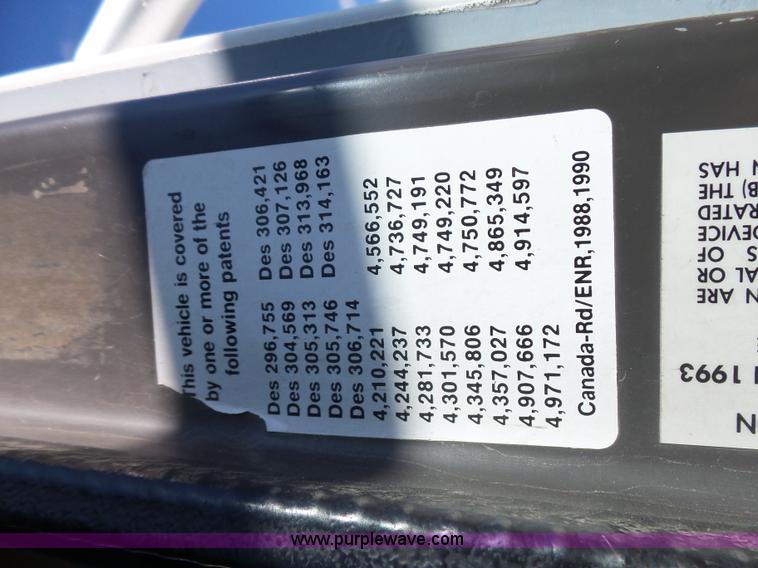 This vehicle is covered
by one or more of the
following patents
Des 296,755 Des 306,421
Des 304,569 Des 307,126
Des 305,313 Des 313,968
Des 305,746 Des 314,163
Des 306,714
4,210,221 4,566,552
4,244,237 4,736,727
4,281,733 4,749,191
4,301,570 4,749,220
4,345,806 4,750,772
4,357,027 4,865,349
4,907,666 4,914,597
4,971,172
Canada-Rd/ENR,1988,1990
ON
1993
N ARE
AL OR
S OF
DEVICE
RATED
B) THE
N HAS
www.purplewave.com